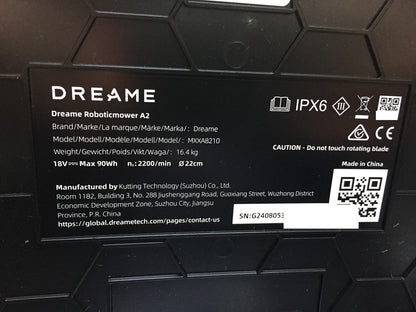 DREAME
Dreame Roboticmower A2
Brand/Marke/La marque/Märke/Marka/ : Dreame
Model/Modell/Modèle/Modell/Model/ : MXXA8210
Weight/Gewicht/Poids/Vikt/Waga/ : 16.4 kg
18V⎓ Max 90Wh n₀: 2200/min Ø 22cm
IPX6
III
CAUTION - Do not touch rotating blade
Made in China
Manufactured by Kutting Technology (Suzhou) Co., Ltd.
Room 1182, Building 3, No. 288 Jiushenggang Road, Guoxiang Street, Wuzhong District
Economic Development Zone, Suzhou City, Jiangsu
Province, P.R. China
https://global.dreametech.com/pages/contact-us
SN:G2408053